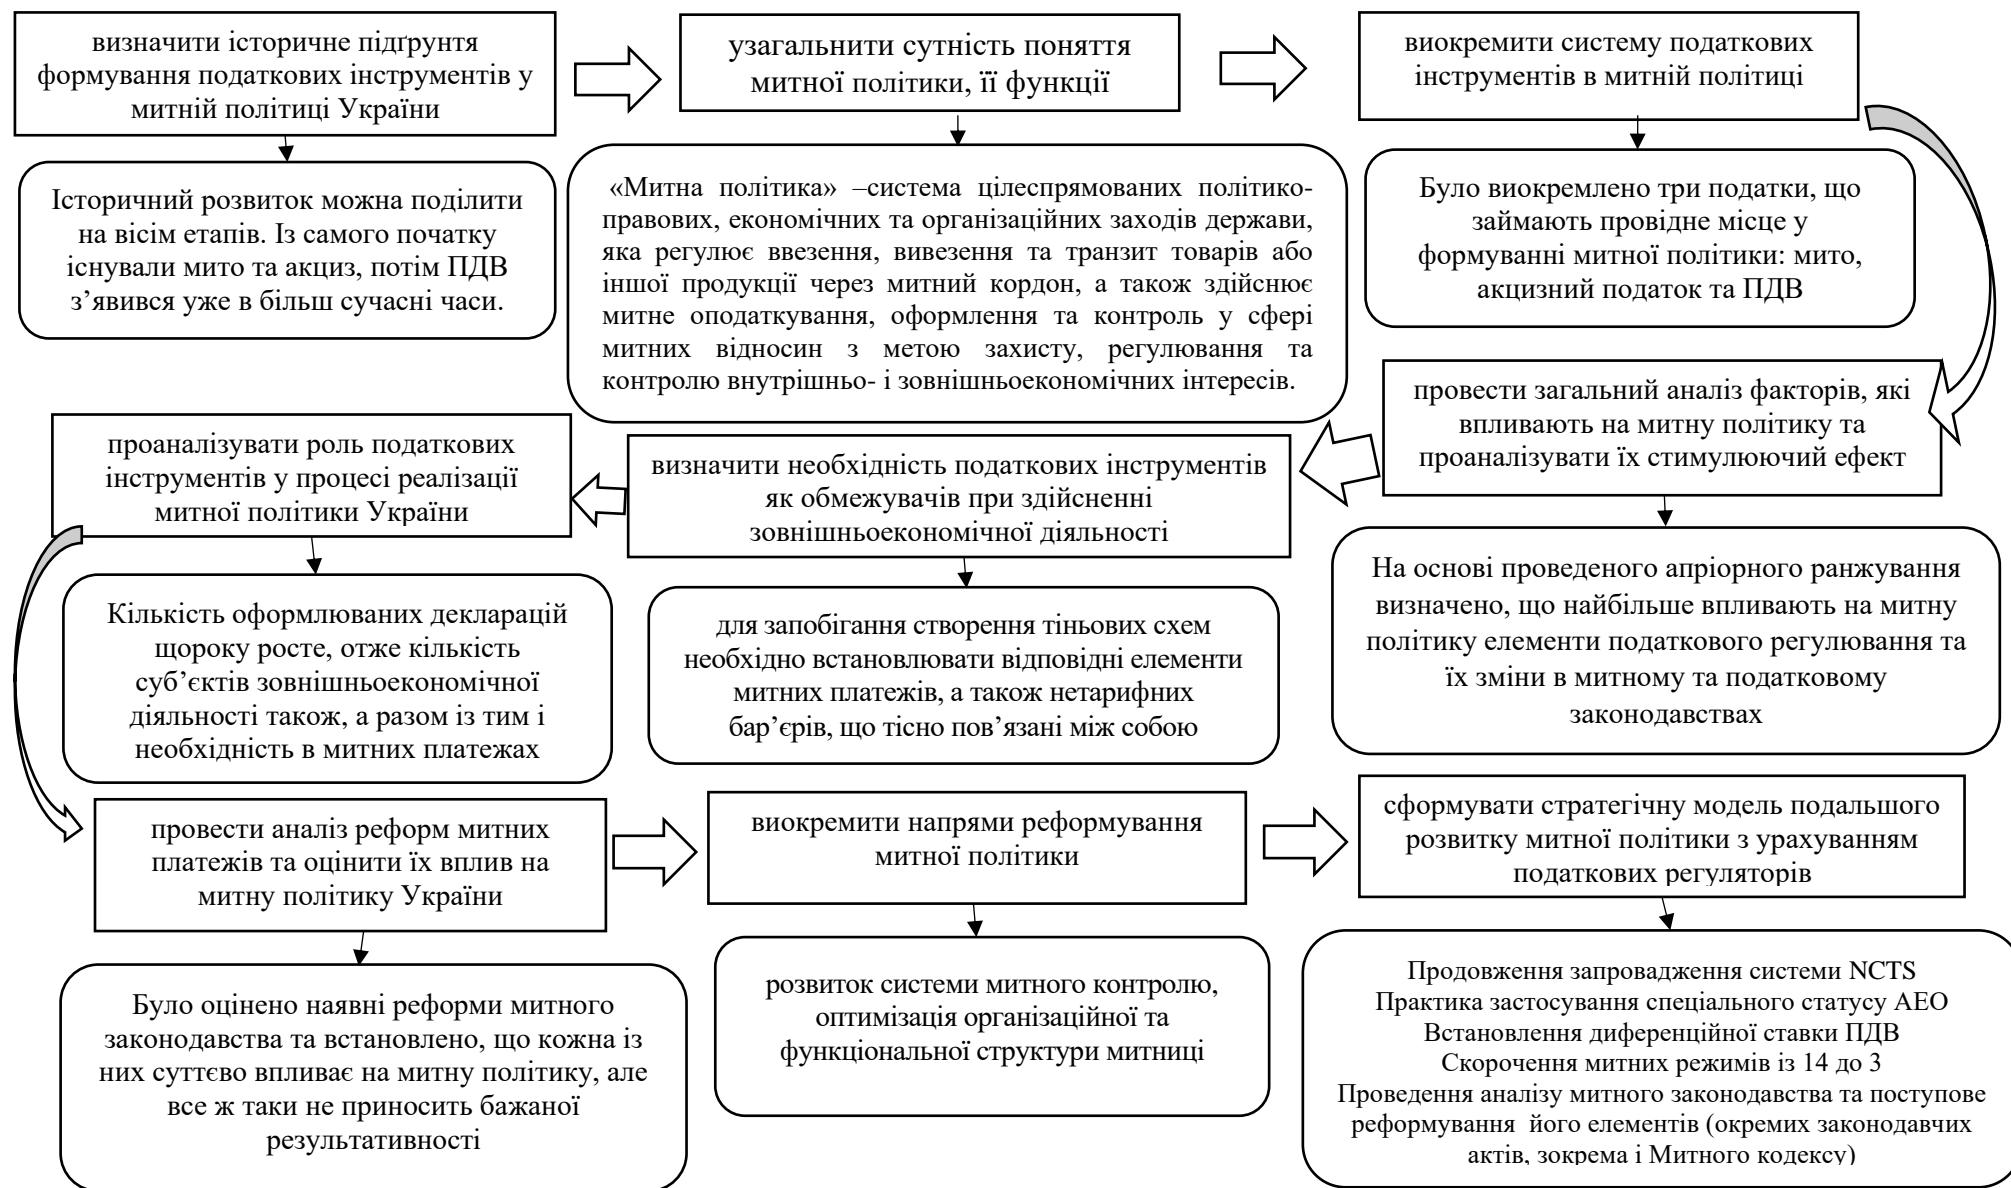 визначити історичне підґрунтя
формування податкових інструментів у
митній політиці України
узагальнити сутність поняття
митної політики, її функції
виокремити систему податкових
інструментів в митній політиці
Історичний розвиток можна поділити
на вісім етапів. Із самого початку
існували мито та акциз, потім ПДВ
з’явився уже в більш сучасні часи.
«Митна політика» –система цілеспрямованих політико-
правових, економічних та організаційних заходів держави,
яка регулює ввезення, вивезення та транзит товарів або
іншої продукції через митний кордон, а також здійснює
митне оподаткування, оформлення та контроль у сфері
митних відносин з метою захисту, регулювання та
контролю внутрішньо- і зовнішньоекономічних інтересів.
Було виокремлено три податки, що
займають провідне місце у
формуванні митної політики: мито,
акцизний податок та ПДВ
провести загальний аналіз факторів, які
впливають на митну політику та
проаналізувати їх стимулюючий ефект
визначити необхідність податкових інструментів
як обмежувачів при здійсненні
зовнішньоекономічної діяльності
проаналізувати роль податкових
інструментів у процесі реалізації
митної політики України
На основі проведеного апріорного ранжування
визначено, що найбільше впливають на митну
політику елементи податкового регулювання та
їх зміни в митному та податковому
законодавствах
для запобігання створення тіньових схем
необхідно встановлювати відповідні елементи
митних платежів, а також нетарифних
бар’єрів, що тісно пов’язані між собою
Кількість оформлюваних декларацій
щороку росте, отже кількість
суб’єктів зовнішньоекономічної
діяльності також, а разом із тим і
необхідність в митних платежах
провести аналіз реформ митних
платежів та оцінити їх вплив на
митну політику України
виокремити напрями реформування
митної політики
сформувати стратегічну модель подальшого
розвитку митної політики з урахуванням
податкових регуляторів
Було оцінено наявні реформи митного
законодавства та встановлено, що кожна із
них суттєво впливає на митну політику, але
все ж таки не приносить бажаної
результативності
розвиток системи митного контролю,
оптимізація організаційної та
функціональної структури митниці
Продовження запровадження системи NCTS
Практика застосування спеціального статусу АЕО
Встановлення диференційної ставки ПДВ
Скорочення митних режимів із 14 до 3
Проведення аналізу митного законодавства та поступове
реформування його елементів (окремих законодавчих
актів, зокрема і Митного кодексу)